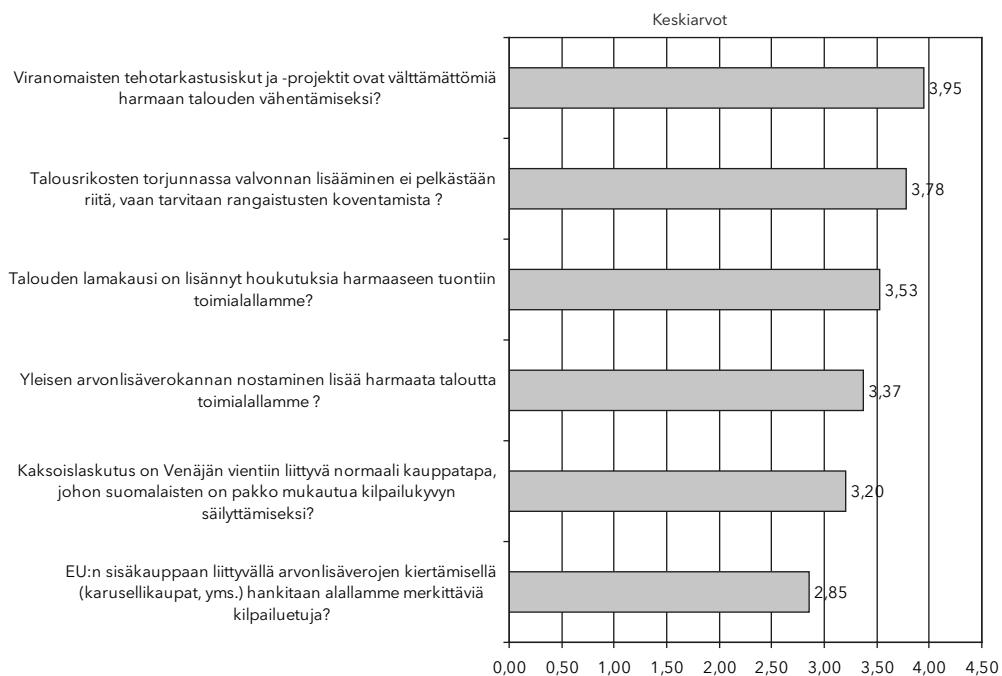 Keskiarvot
Viranomaisten tehotarkastusiskut ja -projektit ovat välttämättömiä
harmaan talouden vähentämiseksi?
3,95
Talousrikosten torjunnassa valvonnan lisääminen ei pelkästään
riitä, vaan tarvitaan rangaistusten koventamista ?
3,78
Talouden lamakausi on lisännyt houkutuksia harmaaseen tuontiin
toimialallamme?
3,53
Yleisen arvonlisäverokannan nostaminen lisää harmaata taloutta
toimialallamme ?
3,37
Kaksoislaskutus on Venäjän vientiin liittyvä normaali kauppatapa,
johon suomalaisten on pakko mukautua kilpailukyvyn
säilyttämiseksi?
3,20
EU:n sisäkauppaan liittyvällä arvonlisäverojen kiertämisellä
(karusellikaupat, yms.) hankitaan alallamme merkittäviä
kilpailuetuja?
2,85
0,00 0,50 1,00 1,50 2,00 2,50 3,00 3,50 4,00 4,50